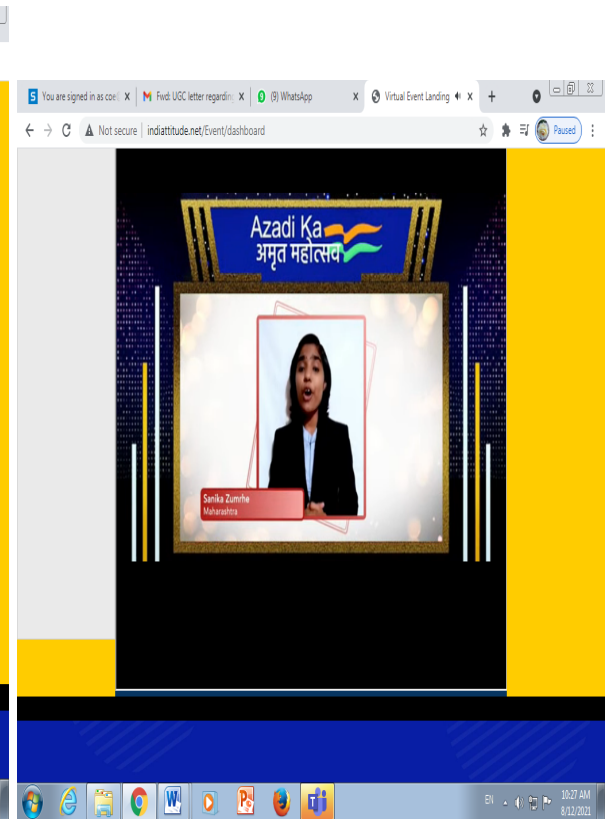 You are signed in as coe
Fwd: UGC letter regarding
(9) WhatsApp
Virtual Event Landing
Not secure
indiattitude.net/Event/dashboard
Paused
Azadi Ka
अमृत महोत्सव
Sanika Zumrhe
Maharashtra
EN
10:27 AM
8/12/2021